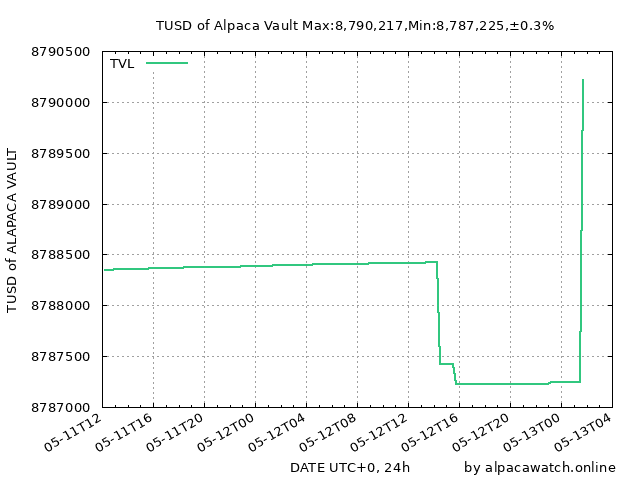 TUSD of Alpaca Vault Max:8,790,217,Min:8,787,225,±0.3%
TVL
8790500
8790000
8789500
8789000
8788500
8788000
8787500
8787000
TUSD of ALAPACA VAULT
05-11T12
05-11T16
05-11T20
05-12T00
05-12T04
05-12T08
05-12T12
05-12T16
05-12T20
05-13T00
05-13T04
DATE UTC+0, 24h
by alpacawatch.online